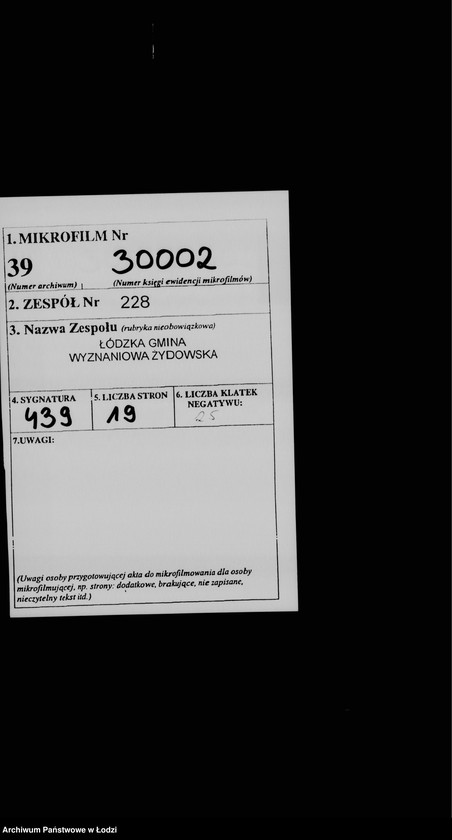 1. MIKROFILM Nr
39 30002
(Numer archiwum) (Numer księgi ewidencji mikrofilmów)
2. ZESPÓŁ Nr 228
3. Nazwa Zespołu (rubryka nieobowiązkowa)
ŁÓDZKA GMINA
WYZNANIOWA ŻYDOWSKA
4. SYGNATURA 5. LICZBA STRON 6. LICZBA KLATEK
NEGATYWU:
439 19 25
7.UWAGI:
(Uwagi osoby przygotowującej akta do mikrofilmowania dla osoby
mikrofilmującej, np. strony: dodatkowe, brakujące, nie zapisane,
nieczytelny tekst itd.)
Archiwum Państwowe w Łodzi